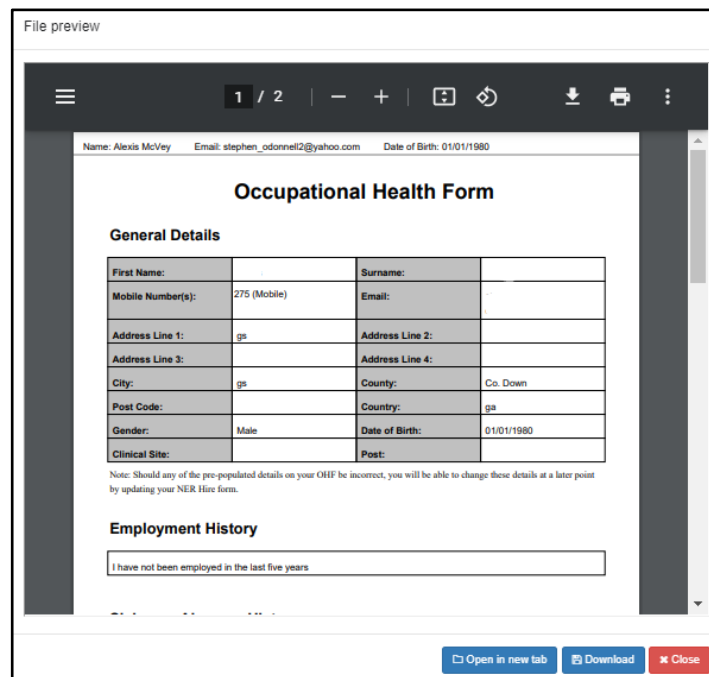 File preview
1 / 2
Name: Alexis McVey Email: stephen_odonnell2@yahoo.com Date of Birth: 01/01/1980
Occupational Health Form
General Details
First Name: Surname:
Mobile Number(s): 275 (Mobile) Email:
Address Line 1: gs Address Line 2:
Address Line 3: Address Line 4:
City: gs County: Co. Down
Post Code: Country: ga
Gender: Male Date of Birth: 01/01/1980
Clinical Site: Post:
Note: Should any of the pre-populated details on your OHF be incorrect, you will be able to change these details at a later point
by updating your NER Hire form.
Employment History
I have not been employed in the last five years
Open in new tab Download Close